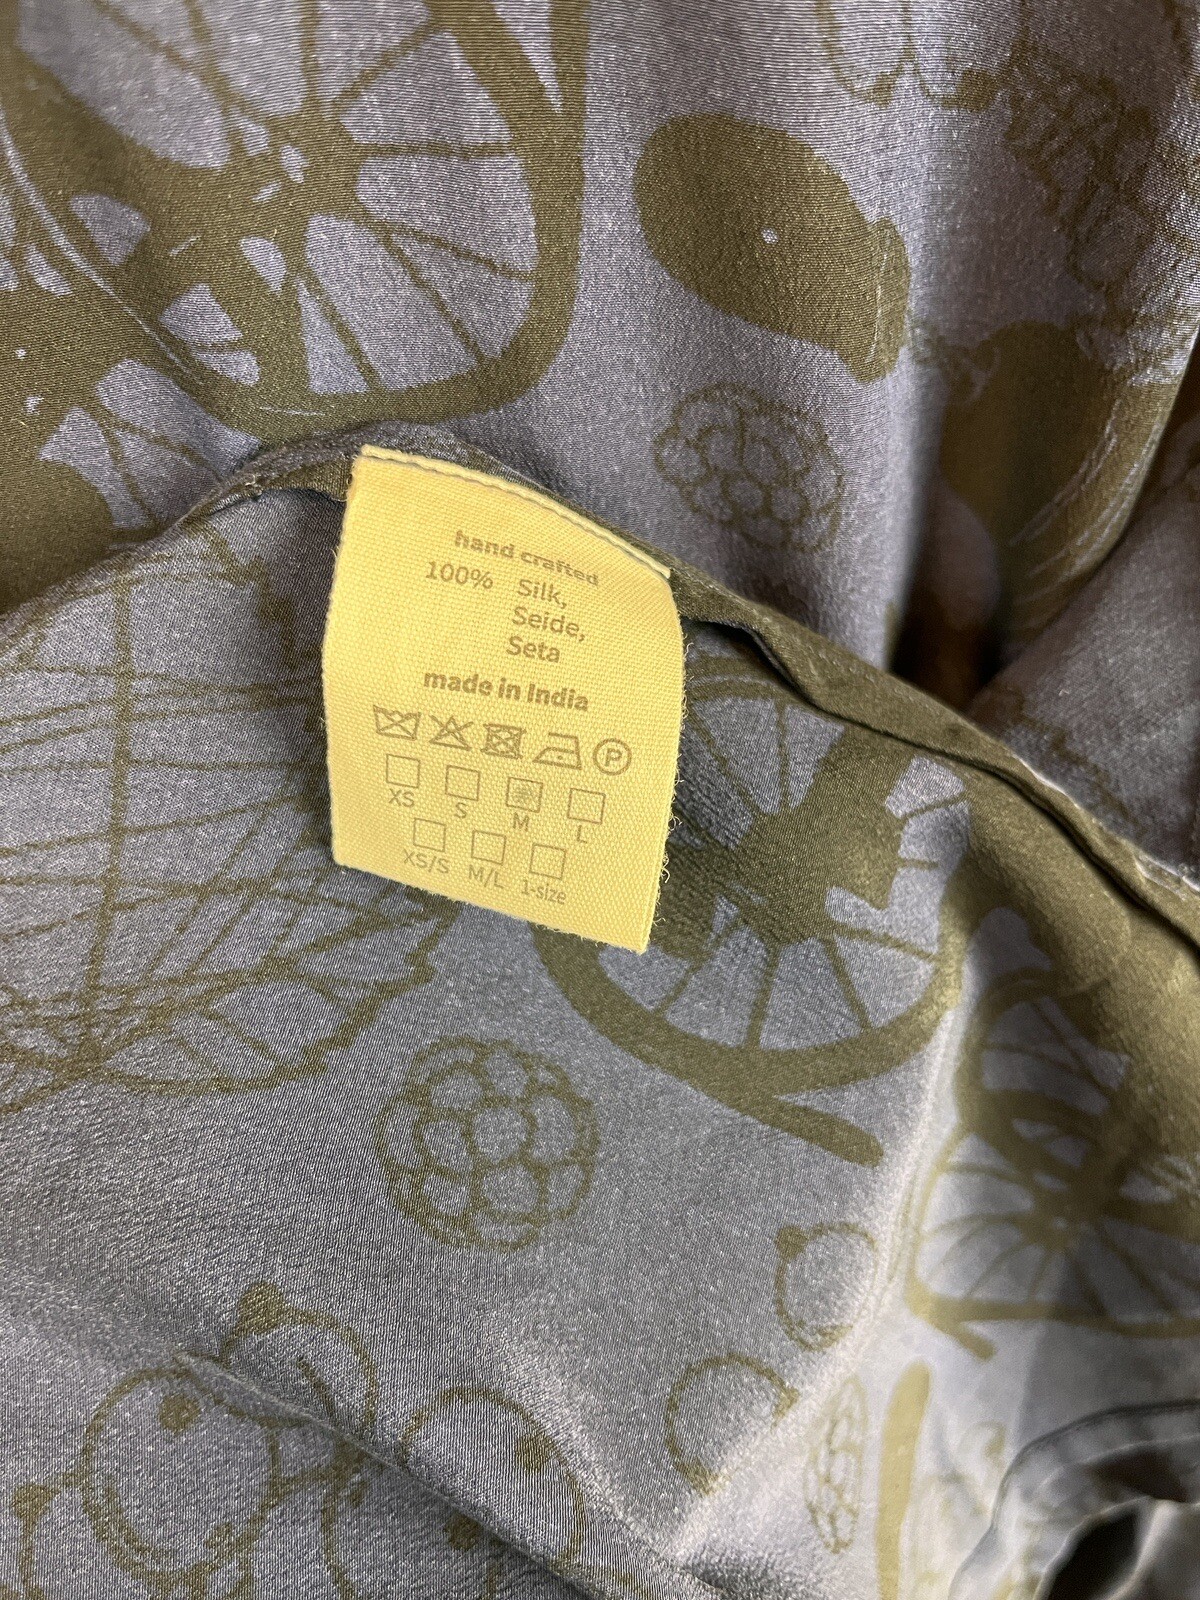 hand crafted
100% Silk,
Seide,
Seta
made in India
P
XS S M L
XS/S M/L 1-size